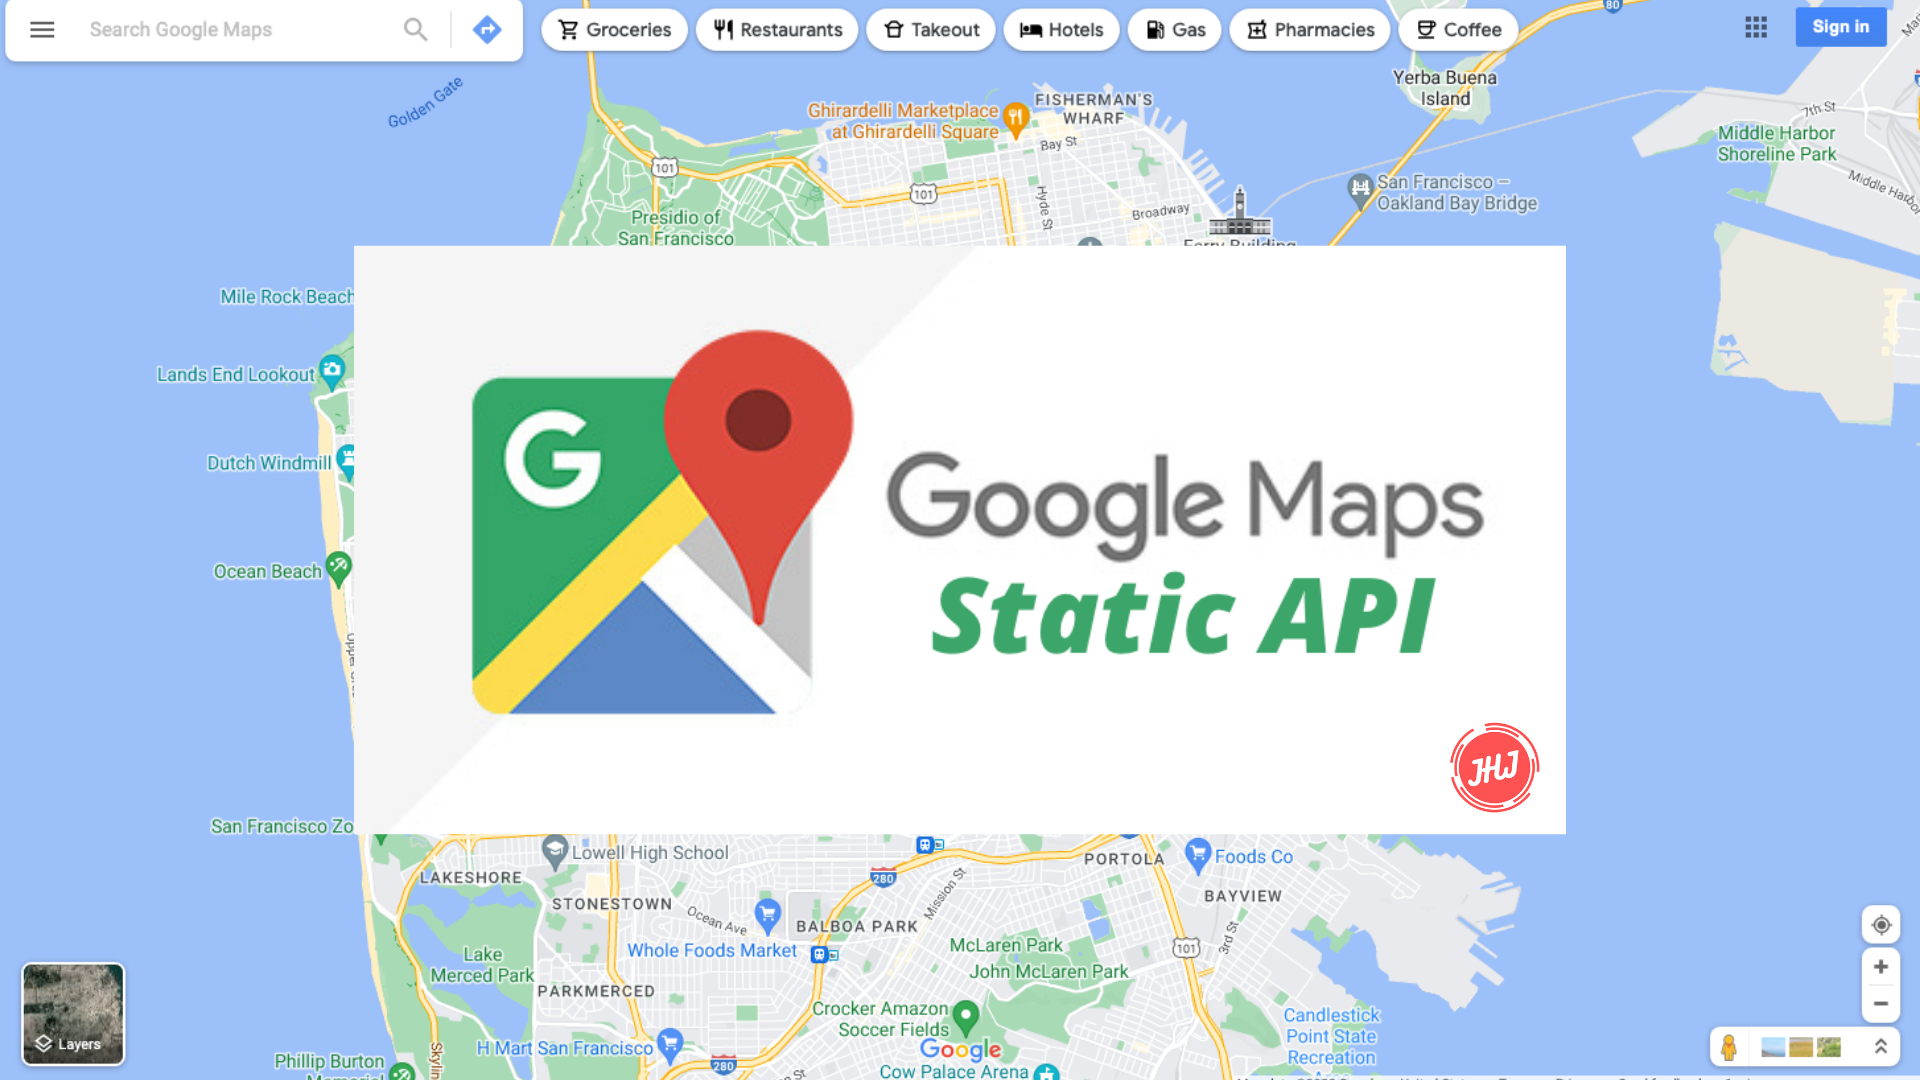 Search Google Maps
Groceries
Restaurants
Takeout
Hotels
Gas
Pharmacies
Coffee
Sign in
80
Golden Gate
Yerba Buena
Island
Ghirardelli Marketplace
at Ghirardelli Square
FISHERMAN'S
WHARF
Bay St
7th St
Middle Harbor
Shoreline Park
101
101
Hyde St
Broadway
San Francisco –
Oakland Bay Bridge
Presidio of
San Francisco
Ferry Building
Mile Rock Beach
Lands End Lookout
Dutch Windmill
Ocean Beach
San Francisco Zo
G
Google Maps
Static API
JHJ
Lowell High School
LAKESHORE
STONESTOWN
Ocean Ave
280
Mission St
PORTOLA
Foods Co
BAYVIEW
BALBOA PARK
Whole Foods Market
101
3rd St
McLaren Park
John McLaren Park
Lake
Merced Park
PARKMERCED
Crocker Amazon
Soccer Fields
Google
Cow Palace Arena
Candlestick
Point State
Recreation
H Mart San Francisco
280
Phillip Burton
Layers